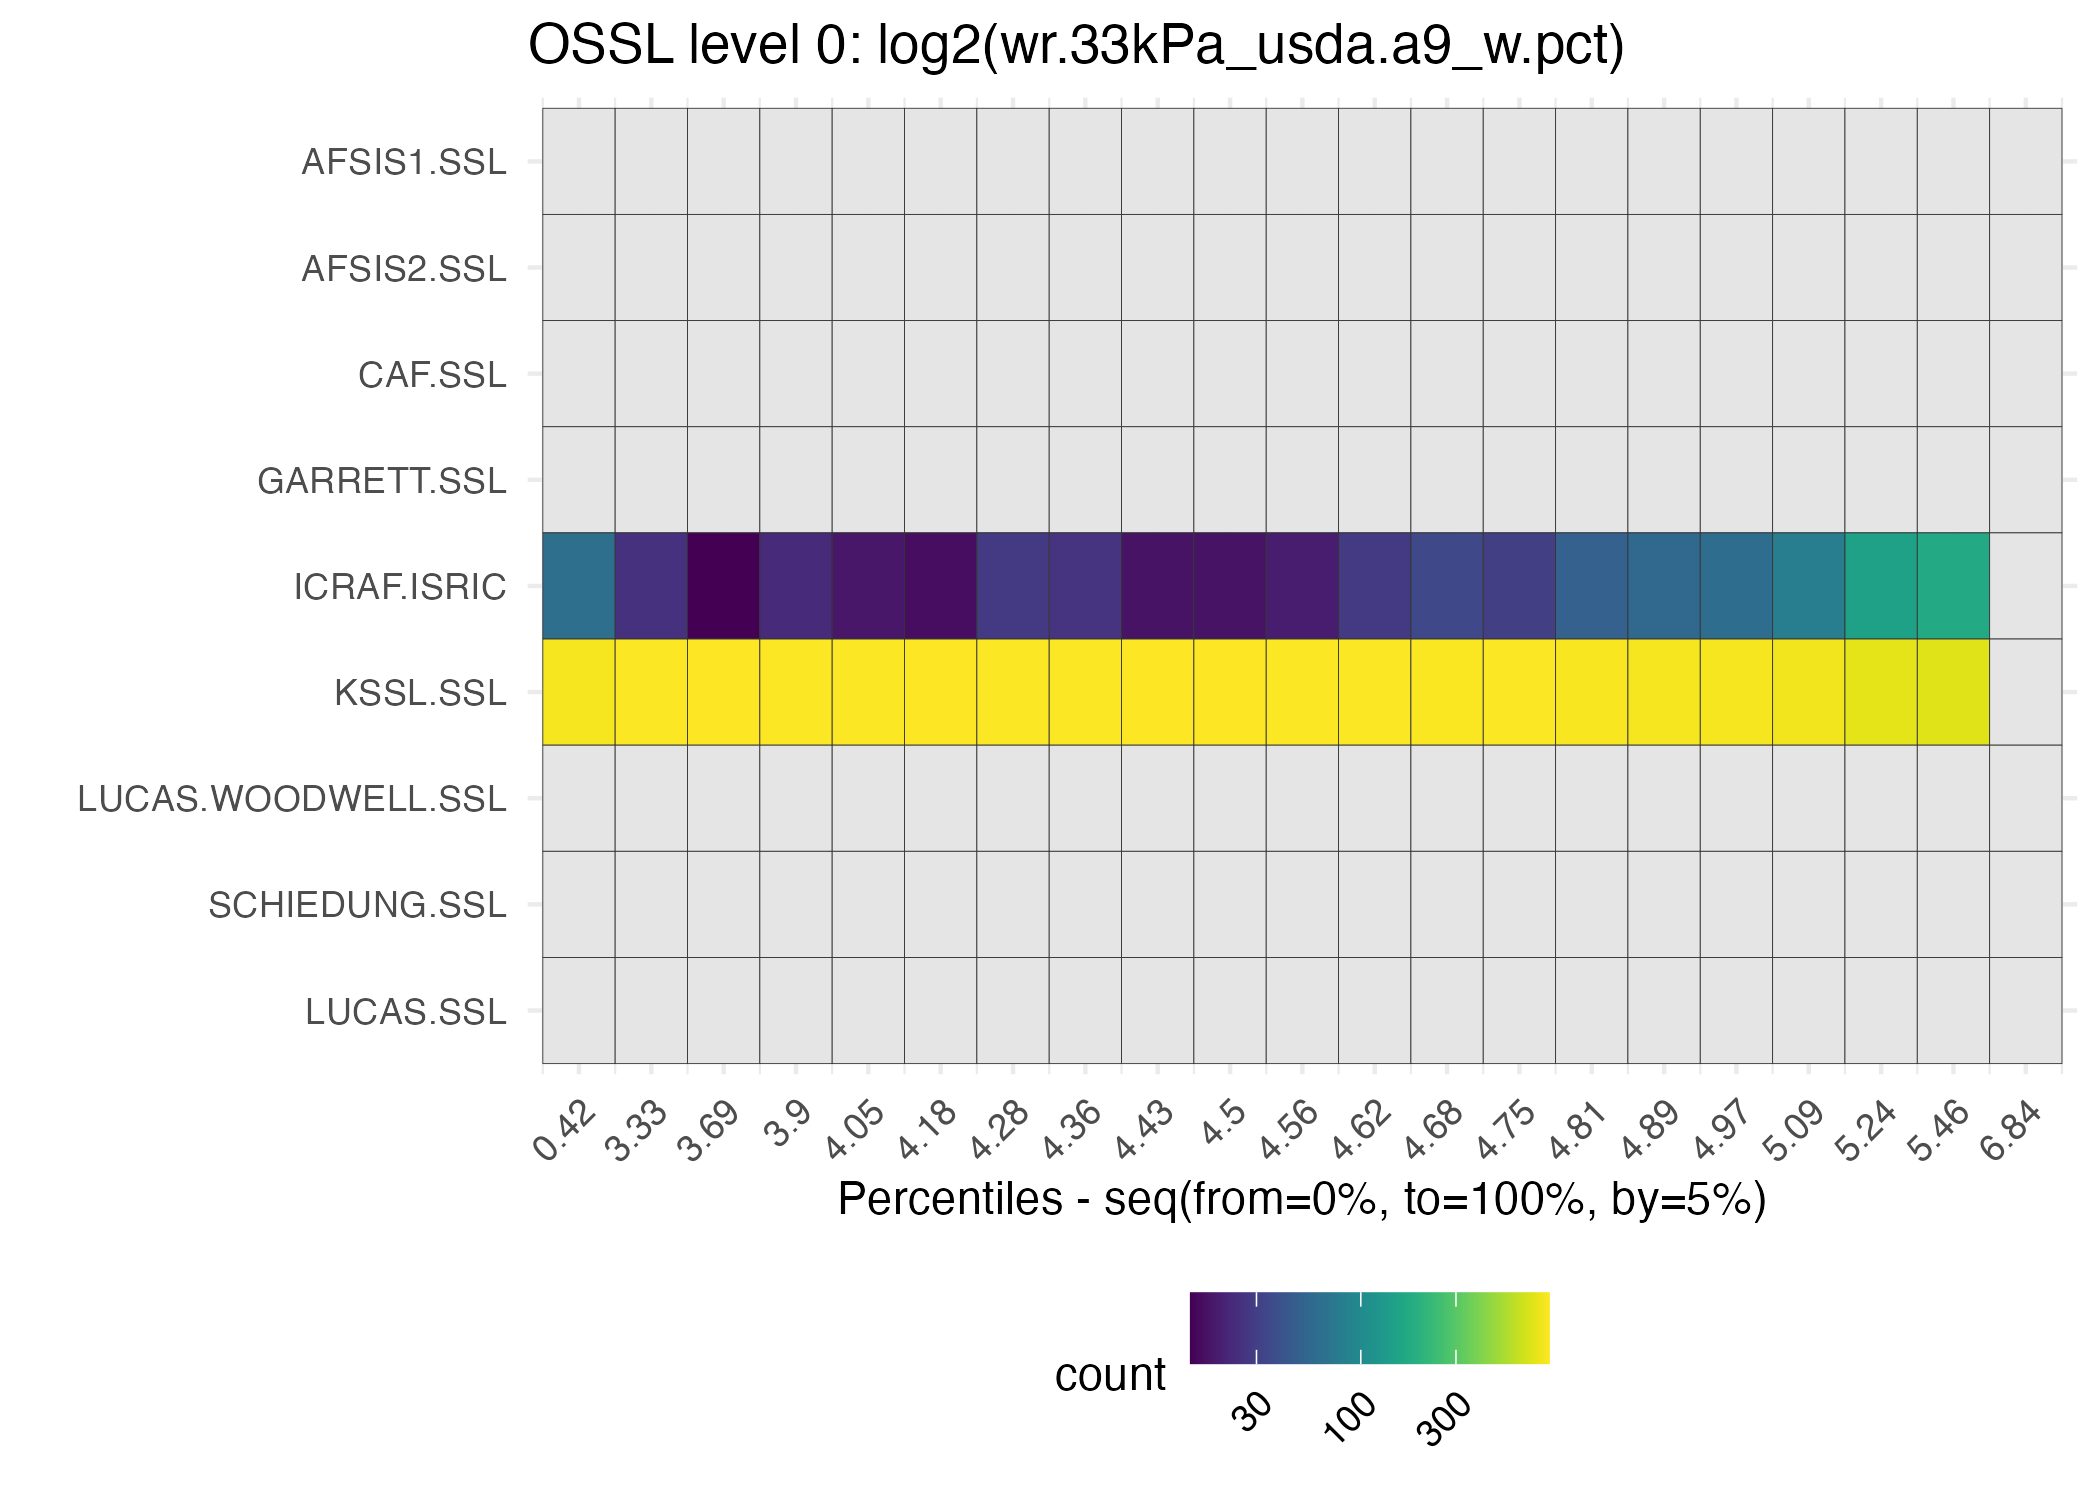 OSSL level 0: log2(wr.33kPa_usda.a9_w.pct)
AFSIS1.SSL
AFSIS2.SSL
CAF.SSL
GARRETT.SSL
ICRAF.ISRIC
KSSL.SSL
LUCAS.WOODWELL.SSL
SCHIEDUNG.SSL
LUCAS.SSL
0.42 3.33 3.69 3.9 4.05 4.18 4.28 4.36 4.43 4.5 4.56 4.62 4.68 4.75 4.81 4.89 4.97 5.09 5.24 5.46 6.84
Percentiles - seq(from=0%, to=100%, by=5%)
count
30 100 300